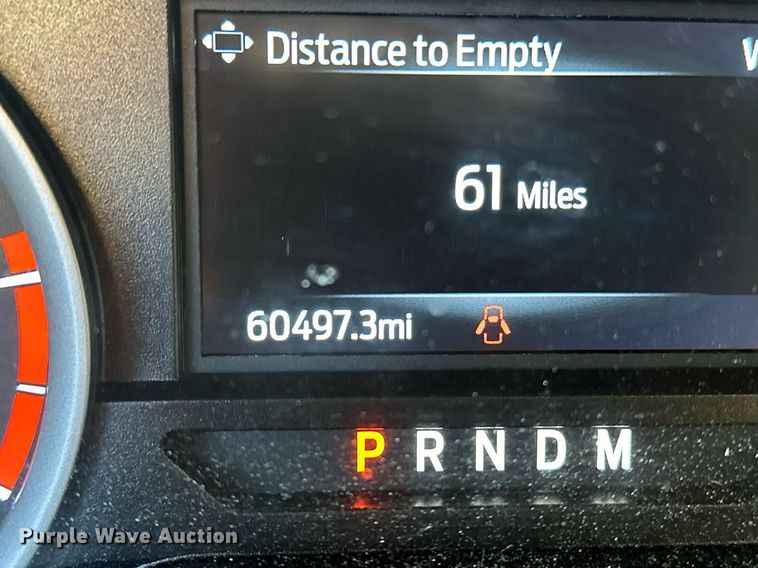 Distance to Empty
61 Miles
60497.3mi
P R N D M
Purple Wave Auction